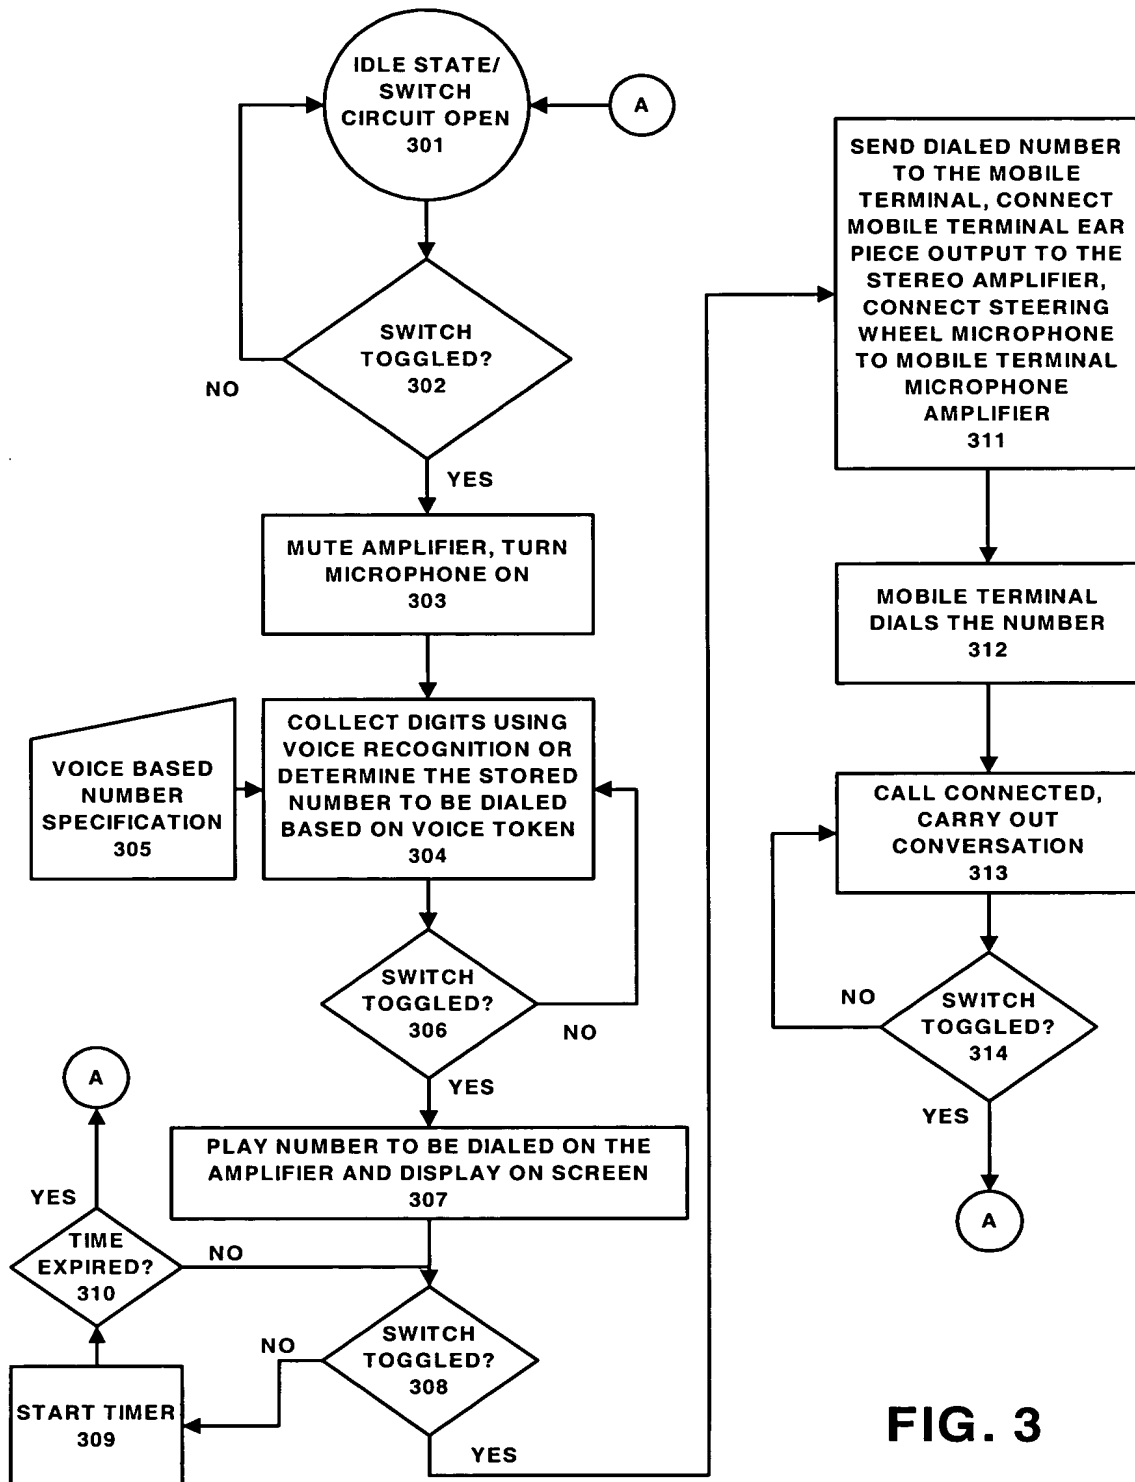 IDLE STATE/
SWITCH
CIRCUIT OPEN
301
A
SWITCH
TOGGLED?
302
NO
YES
MUTE AMPLIFIER, TURN
MICROPHONE ON
303
VOICE BASED
NUMBER
SPECIFICATION
305
COLLECT DIGITS USING
VOICE RECOGNITION OR
DETERMINE THE STORED
NUMBER TO BE DIALED
BASED ON VOICE TOKEN
304
SWITCH
TOGGLED?
306
NO
YES
PLAY NUMBER TO BE DIALED ON THE
AMPLIFIER AND DISPLAY ON SCREEN
307
A
YES
TIME
EXPIRED?
310
NO
SWITCH
TOGGLED?
308
NO
START TIMER
309
YES
SEND DIALED NUMBER
TO THE MOBILE
TERMINAL, CONNECT
MOBILE TERMINAL EAR
PIECE OUTPUT TO THE
STEREO AMPLIFIER,
CONNECT STEERING
WHEEL MICROPHONE
TO MOBILE TERMINAL
MICROPHONE
AMPLIFIER
311
MOBILE TERMINAL
DIALS THE NUMBER
312
CALL CONNECTED,
CARRY OUT
CONVERSATION
313
NO
SWITCH
TOGGLED?
314
YES
A
FIG. 3